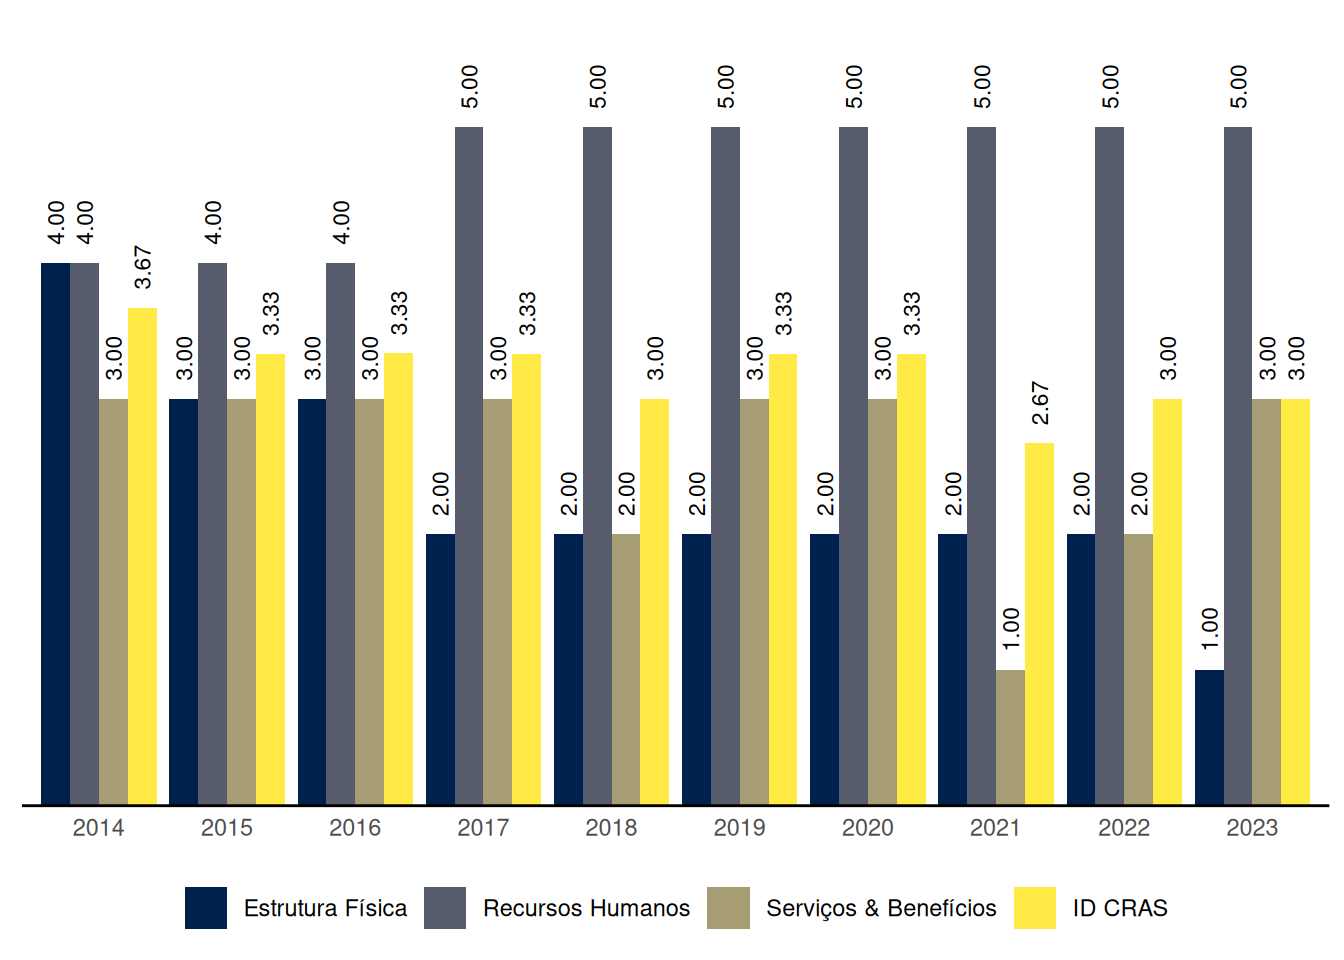 5.00 5.00 5.00 5.00 5.00 5.00 5.00
4.00 4.00 4.00 4.00
3.67
3.33 3.33 3.33 3.33 3.33
3.00 3.00 3.00 3.00 3.00 3.00 3.00 3.00 3.00 3.00 3.00 3.00
2.67
2.00 2.00 2.00 2.00 2.00 2.00 2.00 2.00
1.00 1.00
2014 2015 2016 2017 2018 2019 2020 2021 2022 2023
Estrutura Física Recursos Humanos Serviços & Benefícios ID CRAS